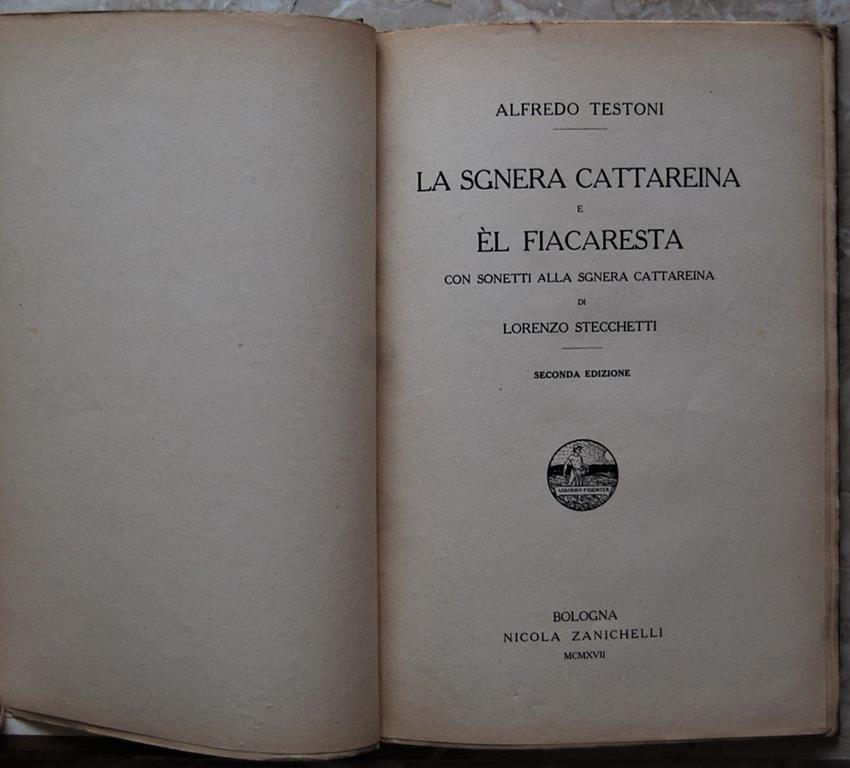 ALFREDO TESTONI
LA SGNERA CATTAREINA
E
ÈL FIACARESTA
CON SONETTI ALLA SGNERA CATTAREINA
DI
LORENZO STECCHETTI
SECONDA EDIZIONE
BOLOGNA
NICOLA ZANICHELLI
MCMXVII